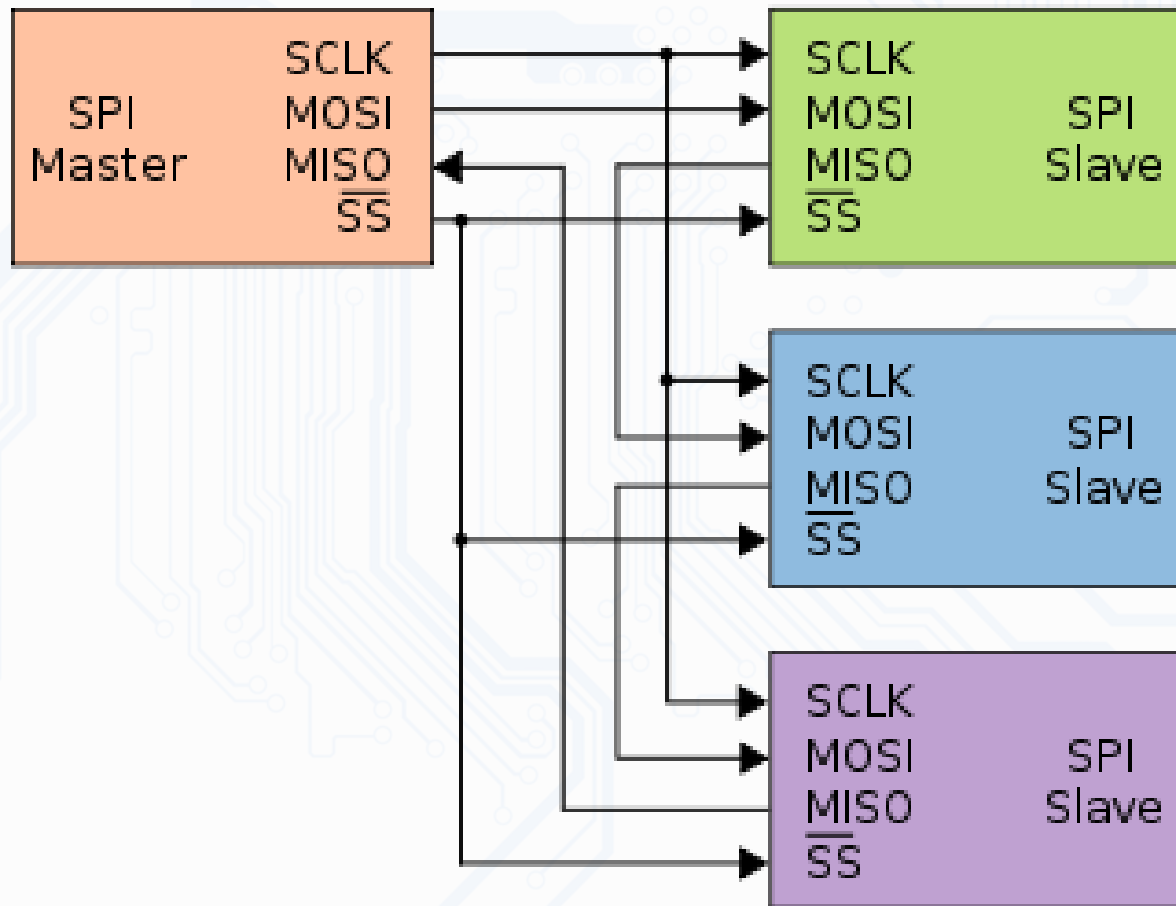 SCLK
SPI MOSI
Master MISO
SS
SCLK
MOSI SPI
MISO Slave
SS
SCLK
MOSI SPI
MISO Slave
SS
SCLK
MOSI SPI
MISO Slave
SS